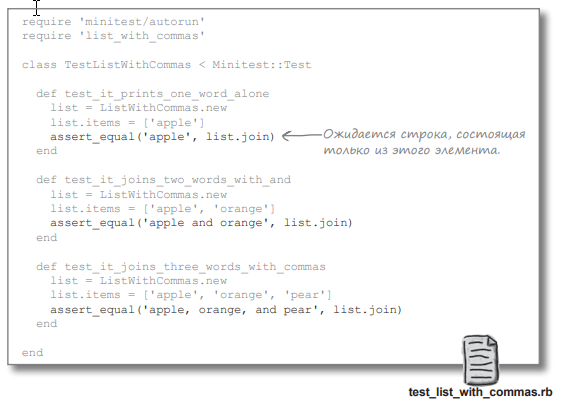 require 'minitest/autorun'
require 'list_with_commas'

class TestListWithCommas < Minitest::Test

  def test_it_prints_one_word_alone
    list = ListWithCommas.new
    list.items = ['apple']
    assert_equal('apple', list.join)
  end
Ожидается строка, состоящая
только из этого элемента.

  def test_it_joins_two_words_with_and
    list = ListWithCommas.new
    list.items = ['apple', 'orange']
    assert_equal('apple and orange', list.join)
  end

  def test_it_joins_three_words_with_commas
    list = ListWithCommas.new
    list.items = ['apple', 'orange', 'pear']
    assert_equal('apple, orange, and pear', list.join)
  end

end
test_list_with_commas.rb